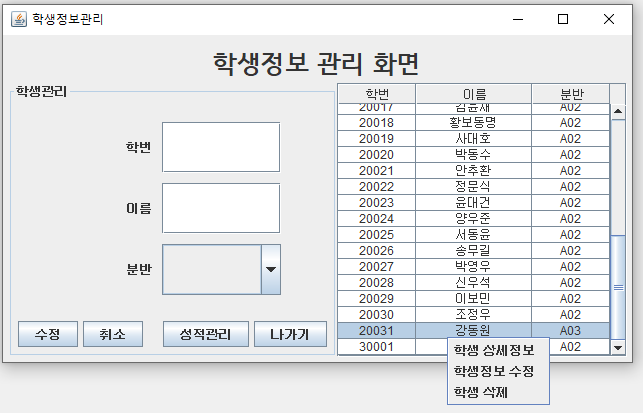 학생정보관리
학생정보 관리 화면
학생관리
학번
이름
분반
수정 취소 성적관리 나가기
학번 이름 분반
20017 김윤재 A02
20018 황보동명 A02
20019 사대호 A02
20020 박동수 A02
20021 안추환 A02
20022 정문식 A02
20023 윤대건 A02
20024 양우준 A02
20025 서동윤 A02
20026 송무길 A02
20027 박영우 A02
20028 신우석 A02
20029 이보민 A02
20030 조정우 A02
20031 강동원 A03
30001 A02
학생 상세정보
학생정보 수정
학생 삭제